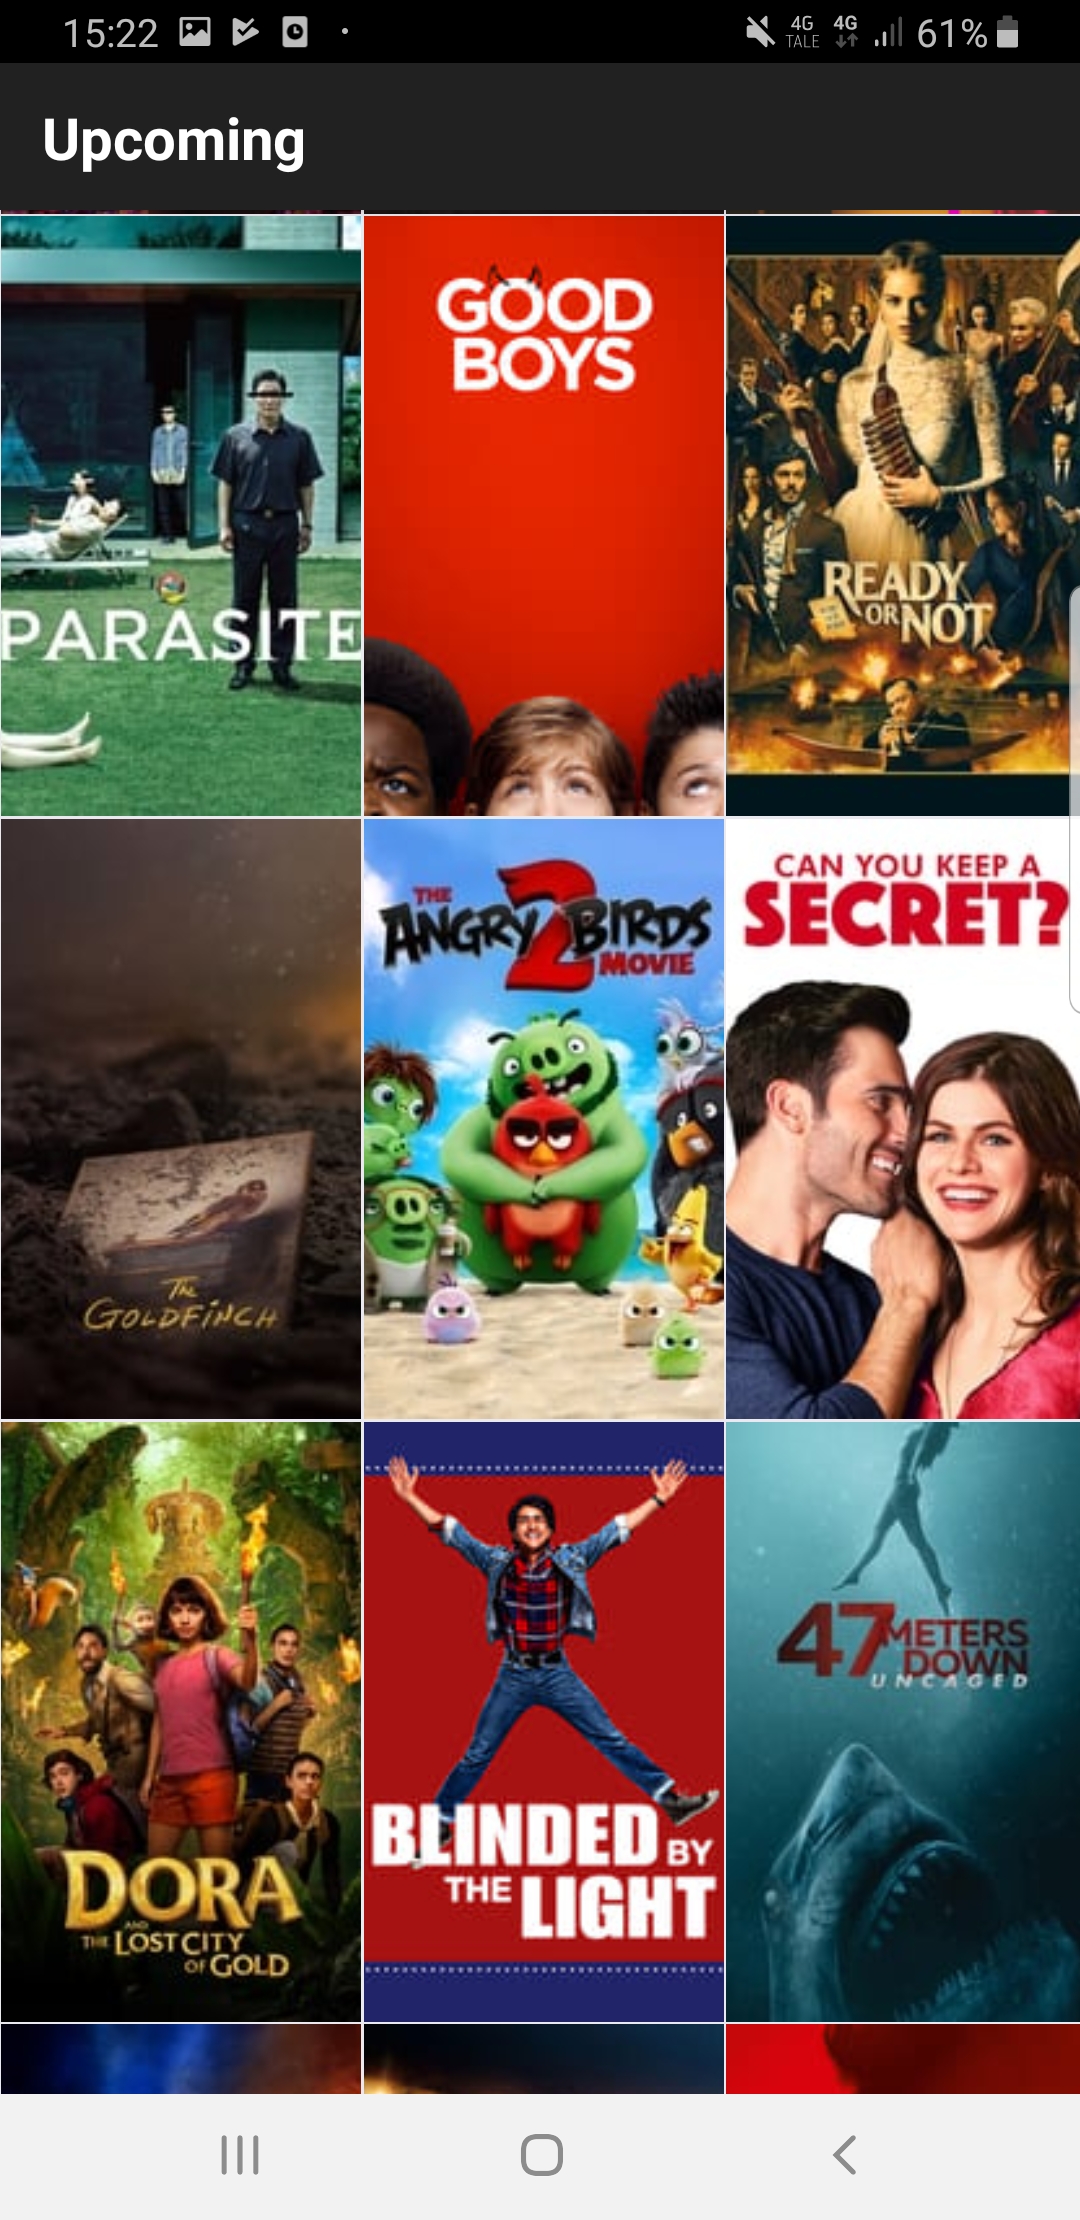 15:22
4G
TALE
4G
61%
Upcoming
PARASITE
GOOD
BOYS
READY
OR NOT
THE
GOLDFINCH
THE
ANGRY 2 BIRDS
MOVIE
CAN YOU KEEP A
SECRET?
DORA
AND
THE LOST CITY
OF GOLD
BLINDED BY
THE LIGHT
47 METERS
DOWN
UNCAGED